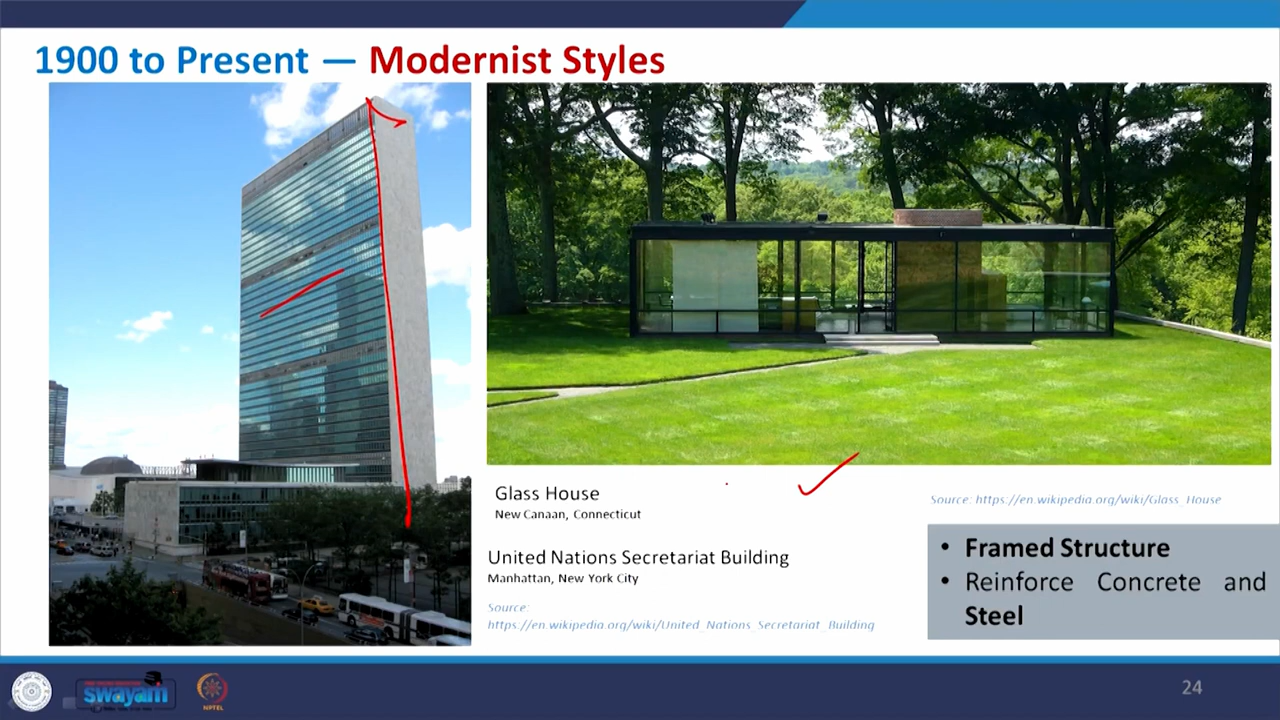 1900 to Present — Modernist Styles
Glass House
New Canaan, Connecticut
Source: https://en.wikipedia.org/wiki/Glass_House
United Nations Secretariat Building
Manhattan, New York City
Source:
https://en.wikipedia.org/wiki/United_Nations_Secretariat_Building
• Framed Structure
• Reinforce Concrete and
Steel
swayam
NPTEL
24